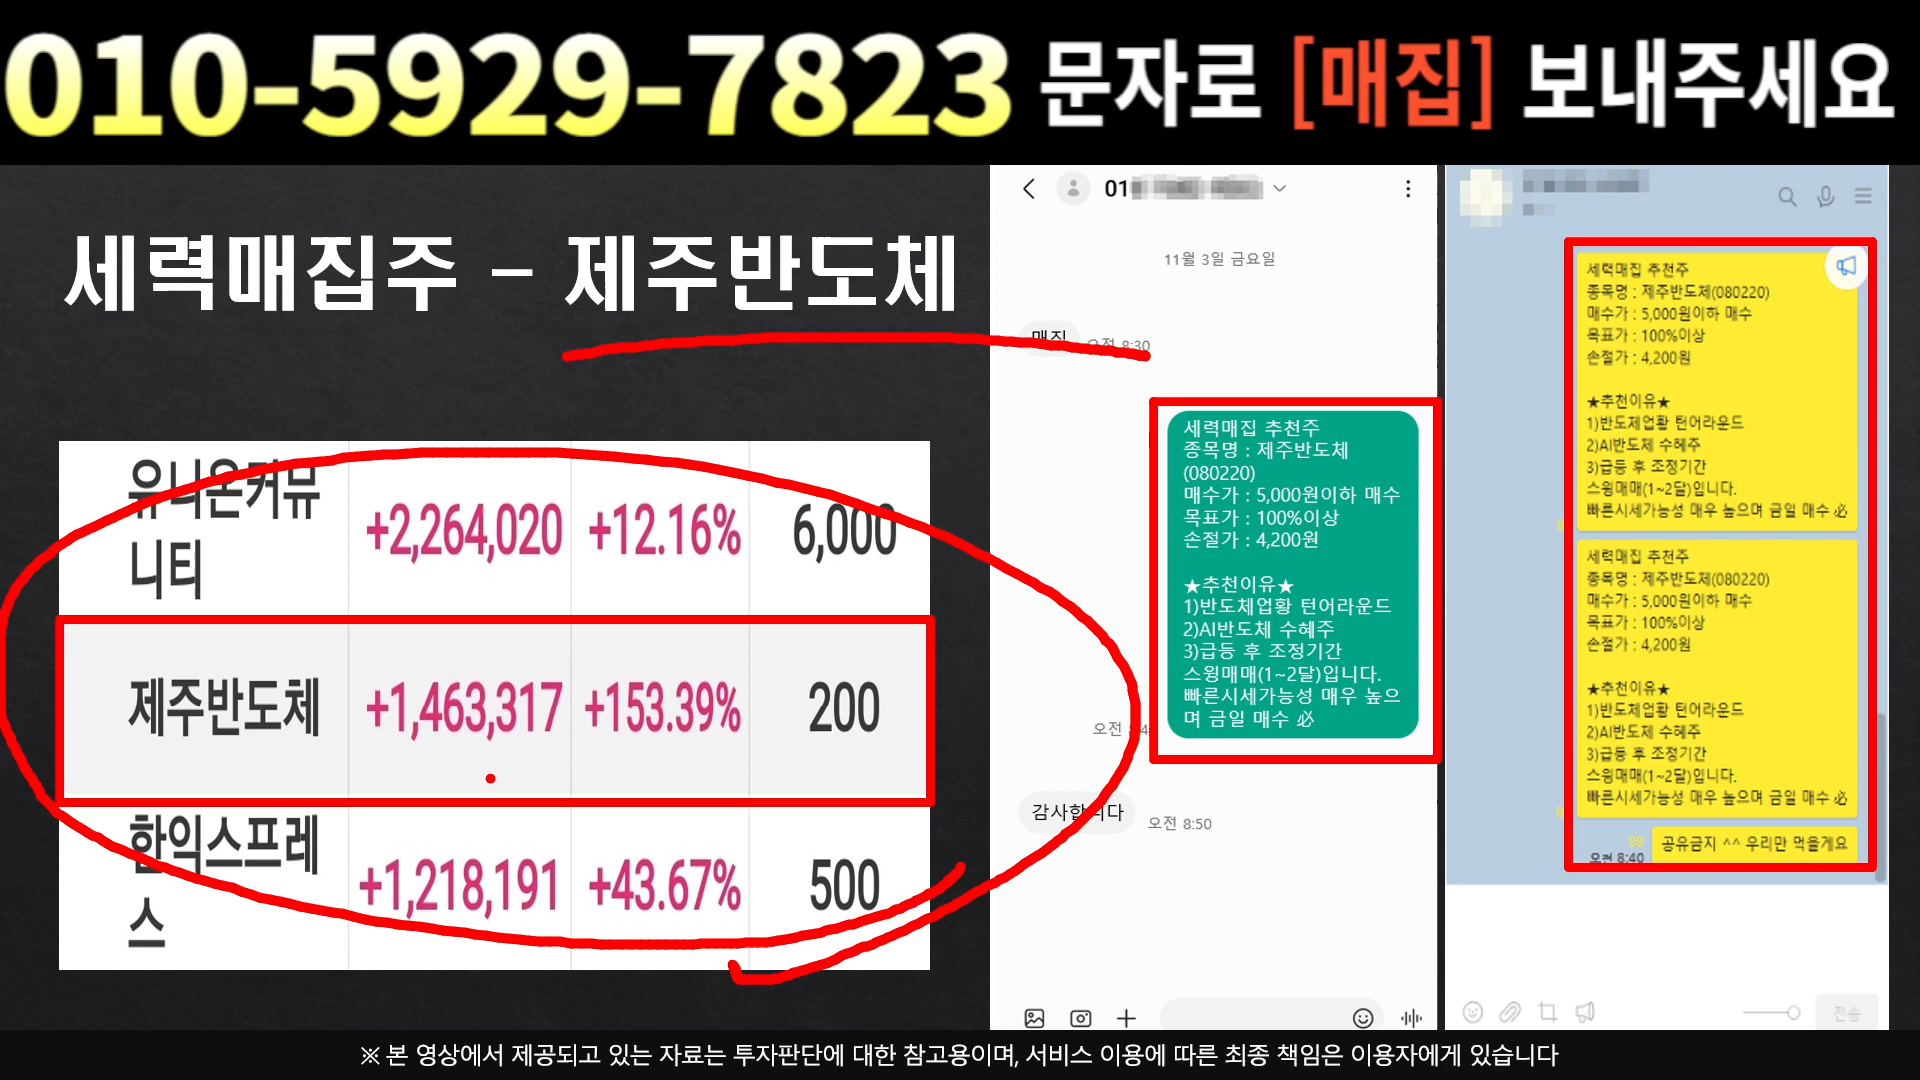 010-5929-7823 문자로 [매집] 보내주세요
세력매집주 - 제주반도체
유니온커뮤
니티
+2,264,020
+12.16%
6,000
제주반도체
+1,463,317
+153.39%
200
한익스프레
스
+1,218,191
+43.67%
500
01
11월 3일 금요일
매집
오전 8:30
세력매집 추천주
종목명 : 제주반도체
(080220)
매수가 : 5,000원이하 매수
목표가 : 100%이상
손절가 : 4,200원
★추천이유★
1)반도체업황 턴어라운드
2)AI반도체 수혜주
3)급등 후 조정기간
스윙매매(1~2달)입니다.
빠른시세가능성 매우 높으
며 금일 매수 必
오전
감사합니다
오전 8:50
세력매집 추천주
종목명 : 제주반도체(080220)
매수가 : 5,000원이하 매수
목표가 : 100%이상
손절가 : 4,200원
★추천이유★
1)반도체업황 턴어라운드
2)AI반도체 수혜주
3)급등 후 조정기간
스윙매매(1~2달)입니다.
빠른시세가능성 매우 높으며 금일 매수 必
세력매집 추천주
종목명 : 제주반도체(080220)
매수가 : 5,000원이하 매수
목표가 : 100%이상
손절가 : 4,200원
★추천이유★
1)반도체업황 턴어라운드
2)AI반도체 수혜주
3)급등 후 조정기간
스윙매매(1~2달)입니다.
빠른시세가능성 매우 높으며 금일 매수 必
오전 8:40
공유금지 ^^ 우리만 먹을게요
전송
※ 본 영상에서 제공되고 있는 자료는 투자판단에 대한 참고용이며, 서비스 이용에 따른 최종 책임은 이용자에게 있습니다